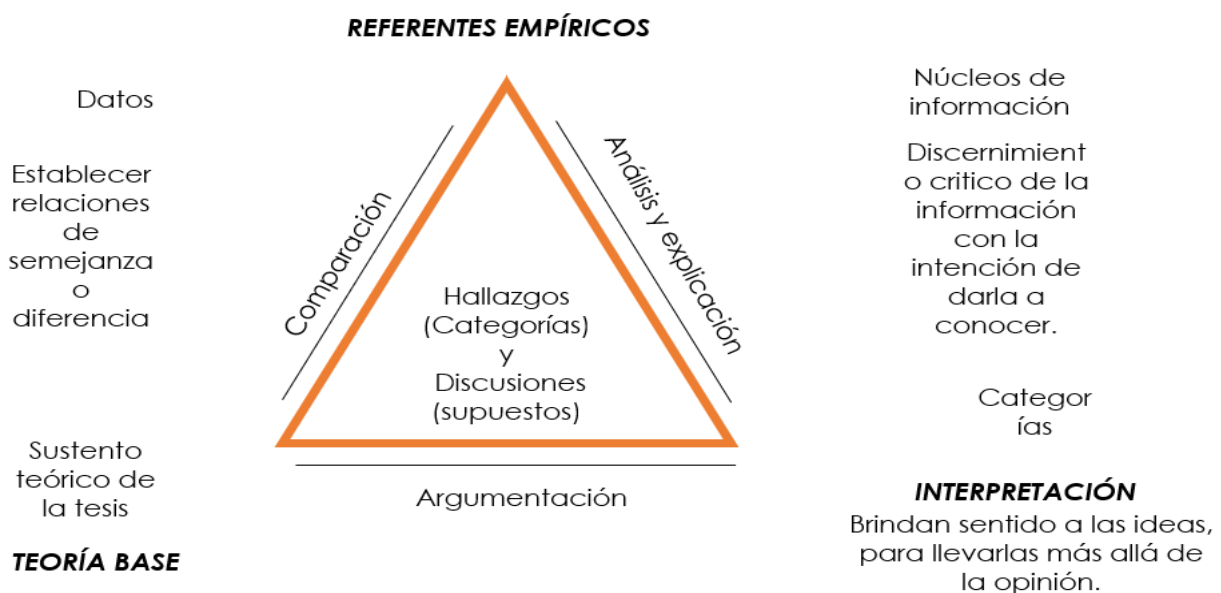 REFERENTES EMPÍRICOS
Datos
Núcleos de
información
Establecer
relaciones
de
semejanza
o
diferencia
Comparación
Análisis y explicación
Discernimient
o critico de la
información
con la
intención de
darla a
conocer.
Hallazgos
(Categorías)
y
Discusiones
(supuestos)
Categor
ías
Sustento
teórico de
la tesis
Argumentación
TEORÍA BASE
INTERPRETACIÓN
Brindan sentido a las ideas,
para llevarlas más allá de
la opinión.